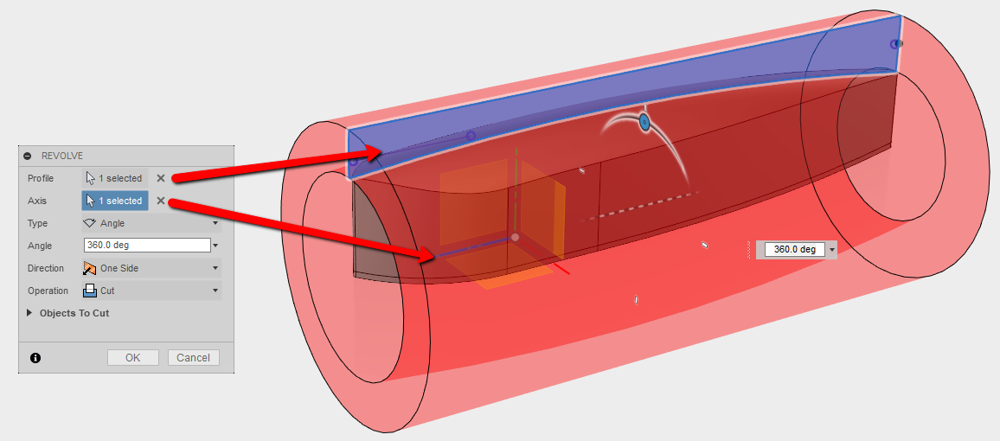 REVOLVE
Profile 1 selected
Axis 1 selected
Type Angle
Angle 360.0 deg
Direction One Side
Operation Cut
Objects To Cut
OK Cancel
360.0 deg